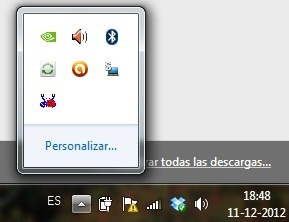 Personalizar...
rar todas las descargas...
ES
18:48
11-12-2012